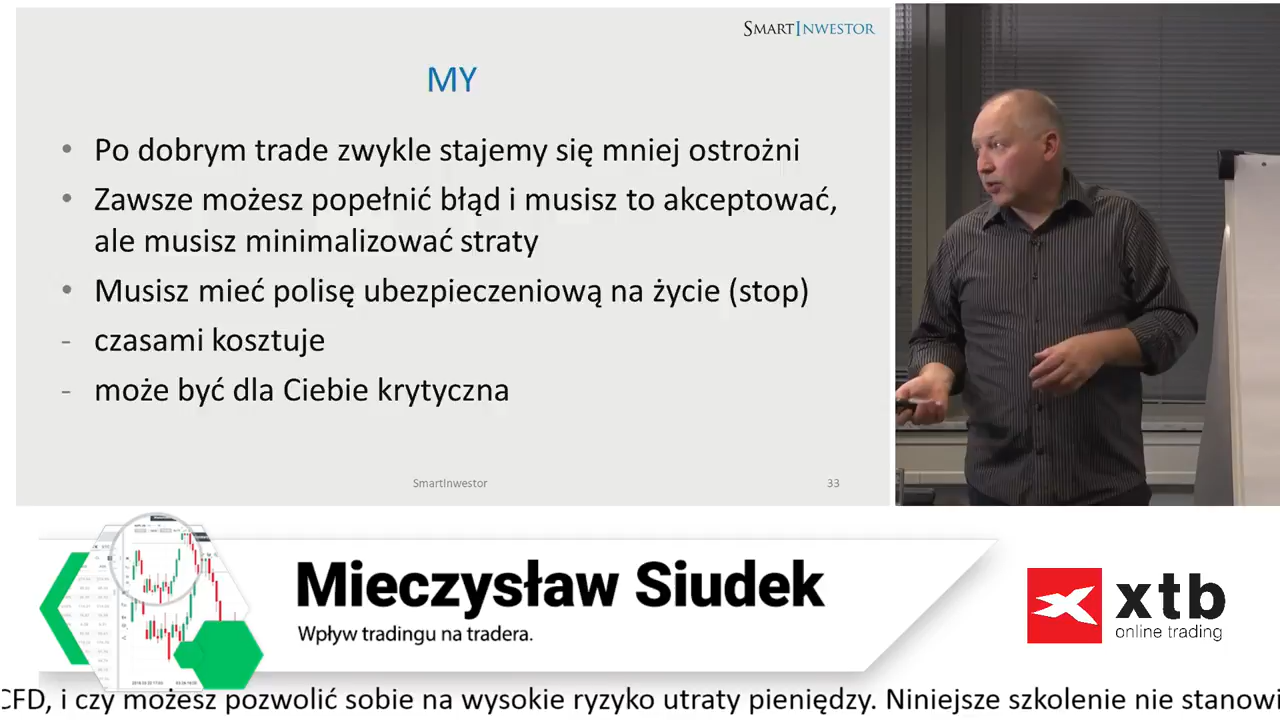 SMARTINWESTOR
MY
• Po dobrym trade zwykle stajemy się mniej ostrożni
• Zawsze możesz popełnić błąd i musisz to akceptować,
ale musisz minimalizować straty
• Musisz mieć polisę ubezpieczeniową na życie (stop)
- czasami kosztuje
- może być dla Ciebie krytyczna
SmartInwestor
33
Mieczysław Siudek
Wpływ tradingu na tradera.
xtb
online trading
CFD, i czy możesz pozwolić sobie na wysokie ryzyko utraty pieniędzy. Niniejsze szkolenie nie stanowi